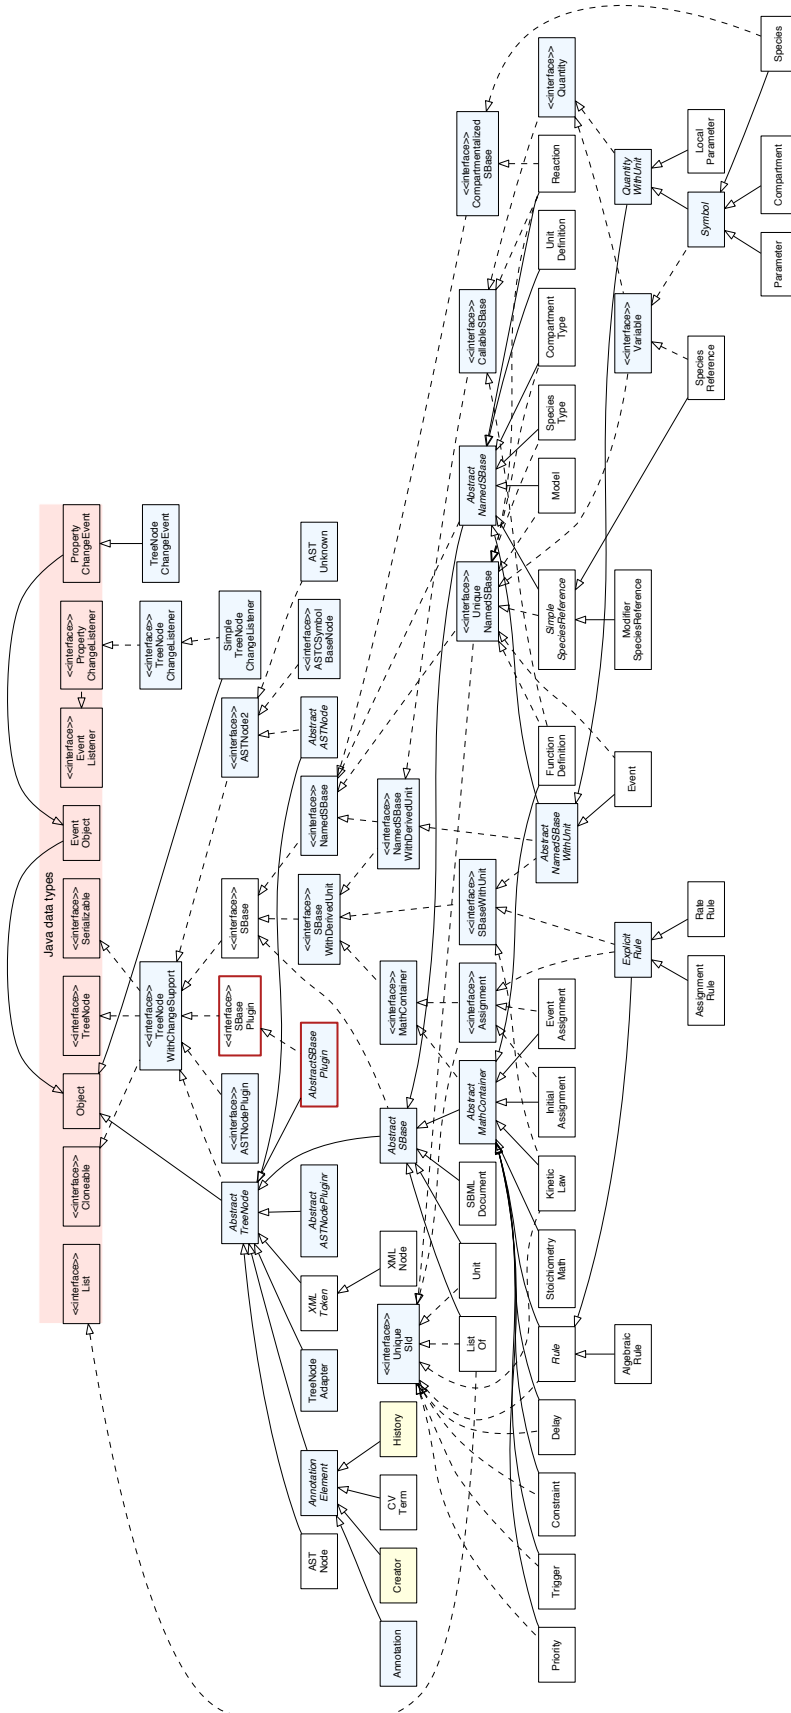 Java data types
<<interface>>
List
<<interface>>
Cloneable
Object
<<interface>>
TreeNode
<<interface>>
Serializable
Event
Object
<<interface>>
Event
Listener
<<interface>>
Property
ChangeListener
Property
ChangeEvent
<<interface>>
TreeNode
WithChangeSupport
<<interface>>
TreeNode
ChangeListener
TreeNode
ChangeEvent
Abstract
TreeNode
<<interface>>
ASTNodePlugin
<<interface>>
SBase
Plugin
<<interface>>
SBase
<<interface>>
ASTNode2
Simple
TreeNode
ChangeListener
AST
Node
Annotation
Element
TreeNode
Adapter
XML
Token
Abstract
ASTNodePluginr
AbstractSBase
Plugin
<<interface>>
SBase
WithDerivedUnit
<<interface>>
NamedSBase
Abstract
ASTNode
<<interface>>
ASTCSymbol
BaseNode
AST
Unknown
Annotation
Creator
CV
Term
History
<<interface>>
Unique
SId
XML
Node
Abstract
SBase
<<interface>>
MathContainer
<<interface>>
NamedSBase
WithDerivedUnit
List
Of
Unit
SBML
Document
Abstract
MathContainer
<<interface>>
Assignment
<<interface>>
SBaseWithUnit
<<interface>>
Unique
NamedSBase
Abstract
NamedSBase
<<interface>>
CallableSBase
<<interface>>
Compartmentalized
SBase
Priority
Trigger
Constraint
Delay
Rule
Stoichiometry
Math
Kinetic
Law
Initial
Assignment
Event
Assignment
Abstract
NamedSBase
WithUnit
Function
Definition
Simple
SpeciesReference
Model
Species
Type
Compartment
Type
Unit
Definition
Reaction
<<interface>>
Quantity
Algebraic
Rule
Explicit
Rule
Event
Modifier
SpeciesReference
<<interface>>
Variable
Quantity
WithUnit
Assignment
Rule
Rate
Rule
Species
Reference
Symbol
Local
Parameter
Parameter
Compartment
Species